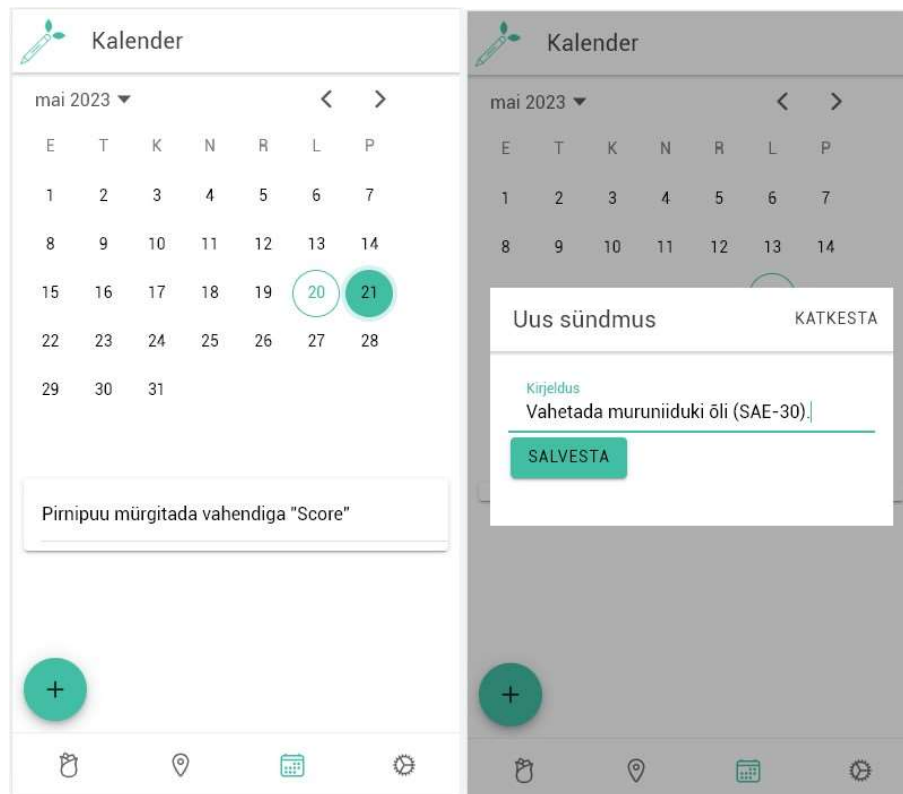 Kalender
mai 2023
E T K N R L P
1 2 3 4 5 6 7
8 9 10 11 12 13 14
15 16 17 18 19 20 21
22 23 24 25 26 27 28
29 30 31
Pirnipuu mürgitada vahendiga "Score"
+
Kalender
mai 2023
E T K N R L P
1 2 3 4 5 6 7
8 9 10 11 12 13 14
Uus sündmus KATKESTA
Kirjeldus
Vahetada muruniiduki õli (SAE-30).
SALVESTA
+